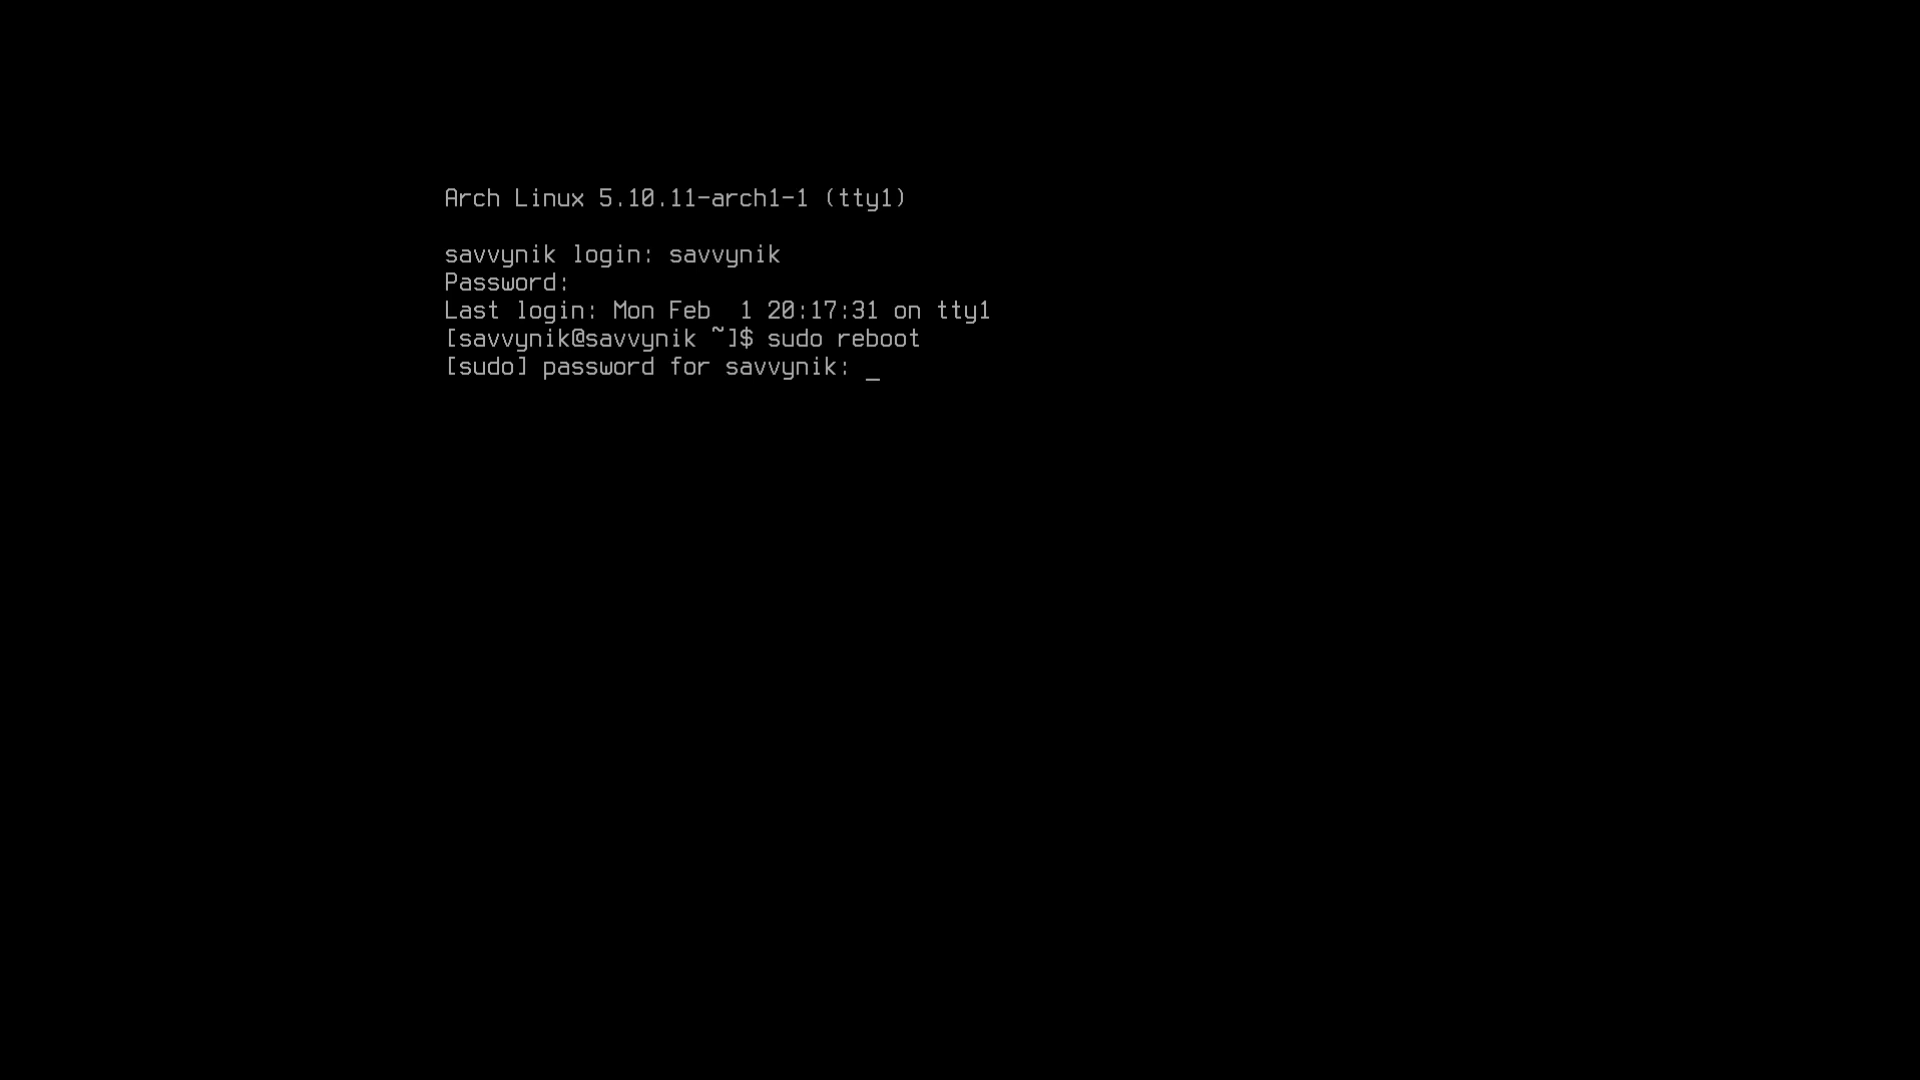 Arch Linux 5.10.11-arch1-1 (tty1)
savvynik login: savvynik
Password:
Last login: Mon Feb  1 20:17:31 on tty1
[savvynik@savvynik ~]$ sudo reboot
[sudo] password for savvynik: _